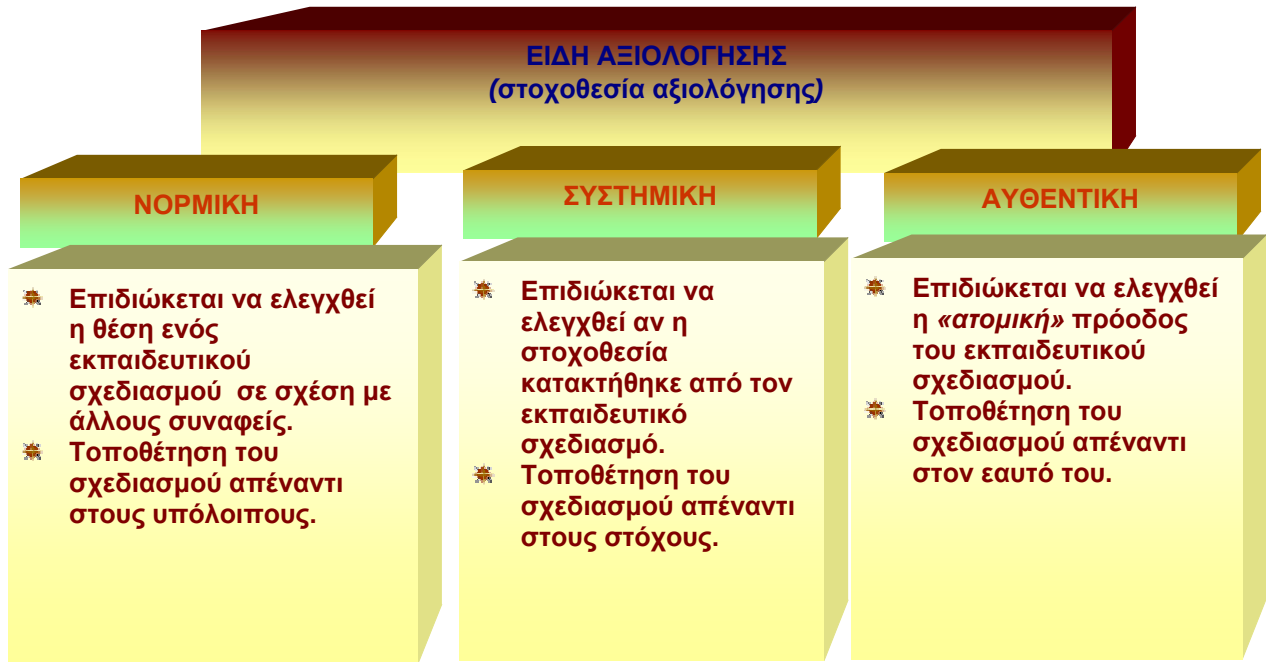 ΕΙΔΗ ΑΞΙΟΛΟΓΗΣΗΣ
(στοχοθεσία αξιολόγησης)
ΝΟΡΜΙΚΗ
Επιδιώκεται να ελεγχθεί
η θέση ενός
εκπαιδευτικού
σχεδιασμού σε σχέση με
άλλους συναφείς.
Τοποθέτηση του
σχεδιασμού απέναντι
στους υπόλοιπους.
ΣΥΣΤΗΜΙΚΗ
Επιδιώκεται να
ελεγχθεί αν η
στοχοθεσία
κατακτήθηκε από τον
εκπαιδευτικό
σχεδιασμό.
Τοποθέτηση του
σχεδιασμού απέναντι
στους στόχους.
ΑΥΘΕΝΤΙΚΗ
Επιδιώκεται να ελεγχθεί
η «ατομική» πρόοδος
του εκπαιδευτικού
σχεδιασμού.
Τοποθέτηση του
σχεδιασμού απέναντι
στον εαυτό του.